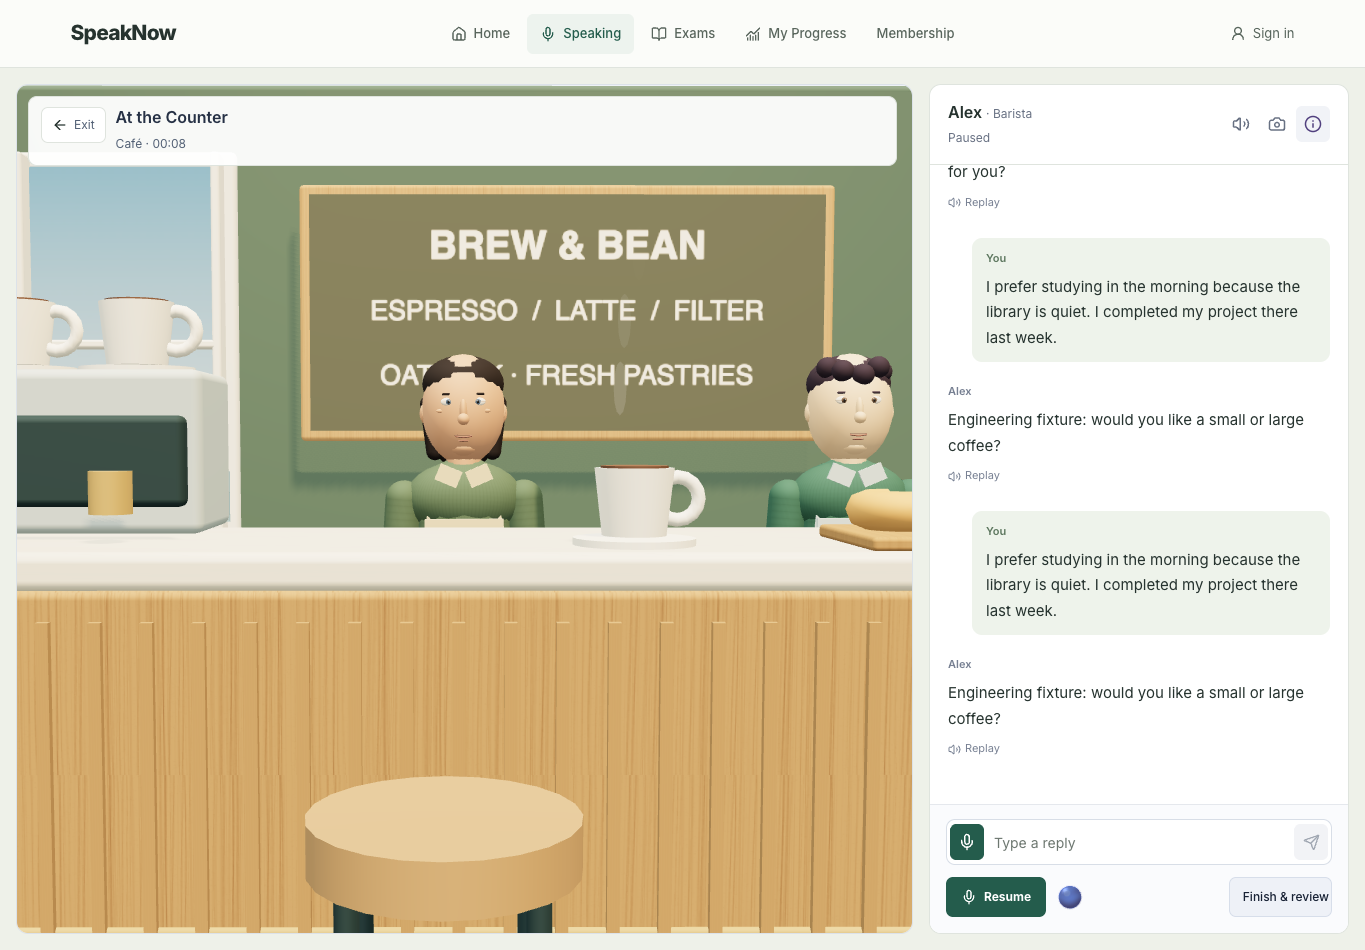 SpeakNow
Home
Speaking
Exams
My Progress
Membership
Sign in
Exit
At the Counter
Café · 00:08
BREW & BEAN
ESPRESSO / LATTE / FILTER
· FRESH PASTRIES
Alex · Barista
Paused
for you?
Replay
You
I prefer studying in the morning because the
library is quiet. I completed my project there
last week.
Alex
Engineering fixture: would you like a small or large
coffee?
Replay
You
I prefer studying in the morning because the
library is quiet. I completed my project there
last week.
Alex
Engineering fixture: would you like a small or large
coffee?
Replay
Type a reply
Resume
Finish & review